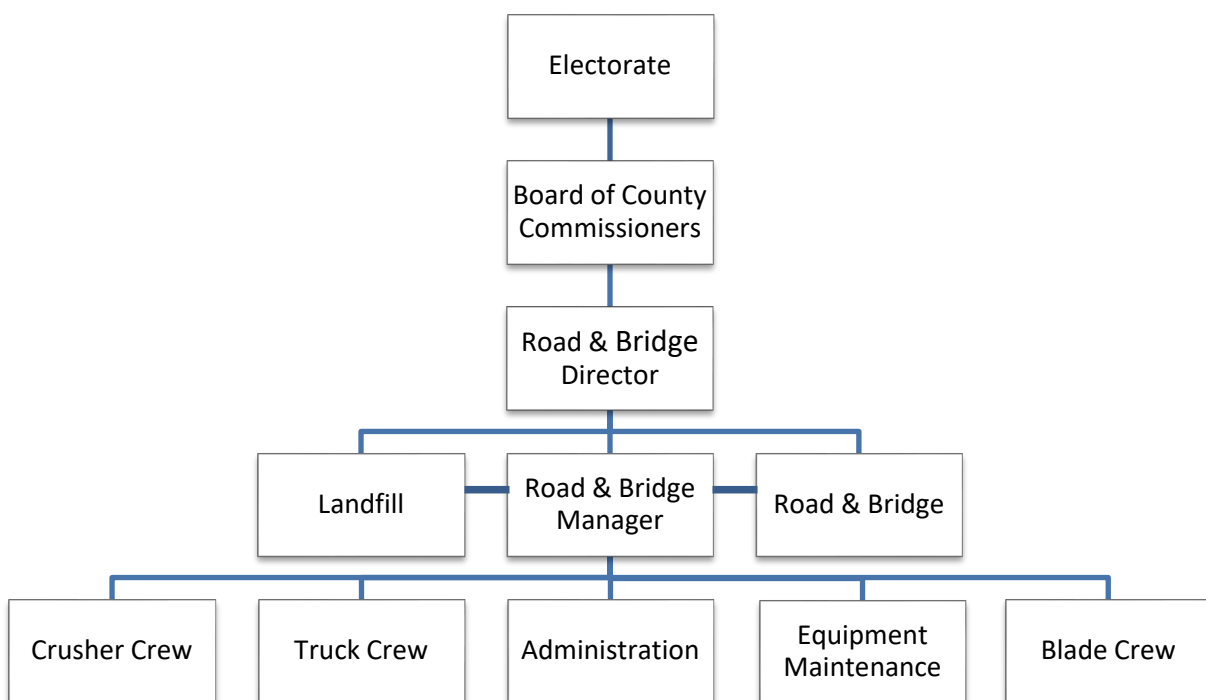 Electorate
Board of County
Commissioners
Road & Bridge
Director
Landfill
Road & Bridge
Manager
Road & Bridge
Crusher Crew
Truck Crew
Administration
Equipment
Maintenance
Blade Crew